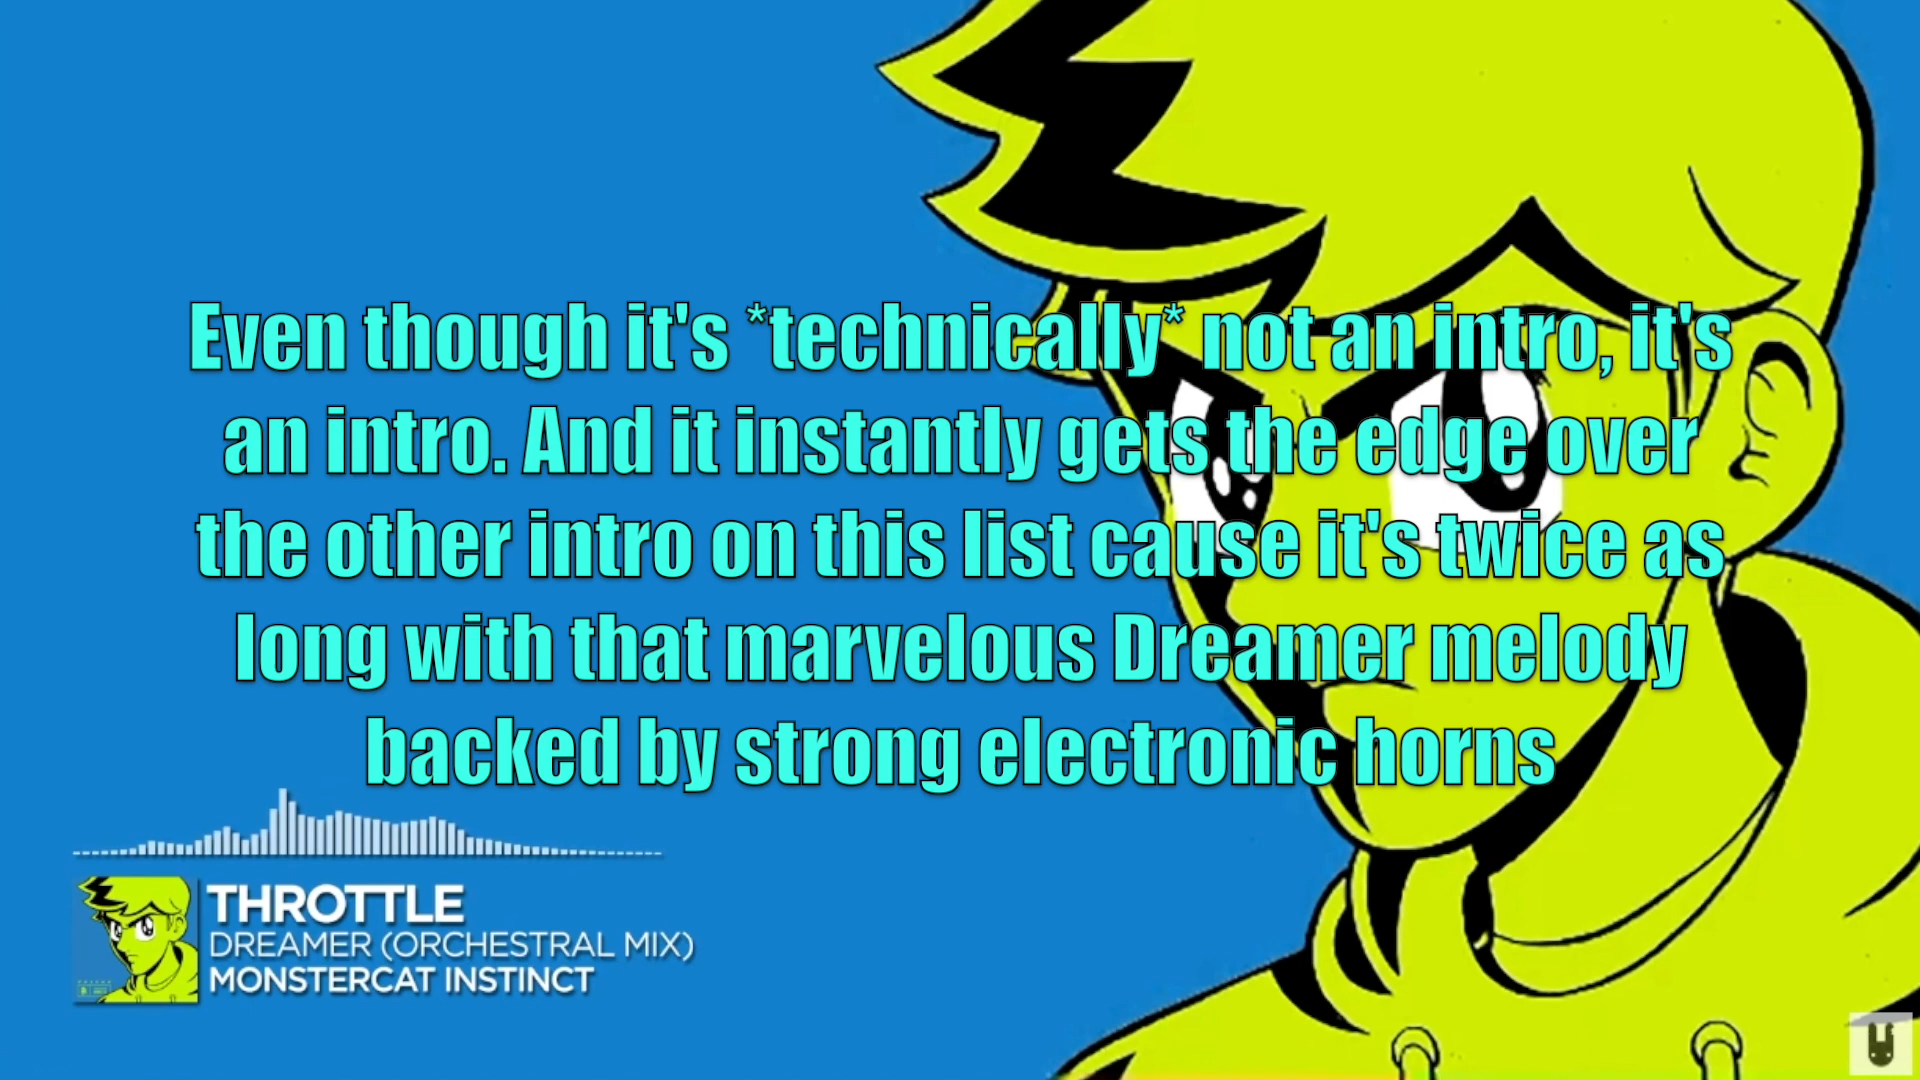 Even though it's *technically* not an intro, it's
an intro. And it instantly gets the edge over
the other intro on this list cause it's twice as
long with that marvelous Dreamer melody
backed by strong electronic horns
THROTTLE
DREAMER (ORCHESTRAL MIX)
MONSTERCAT INSTINCT